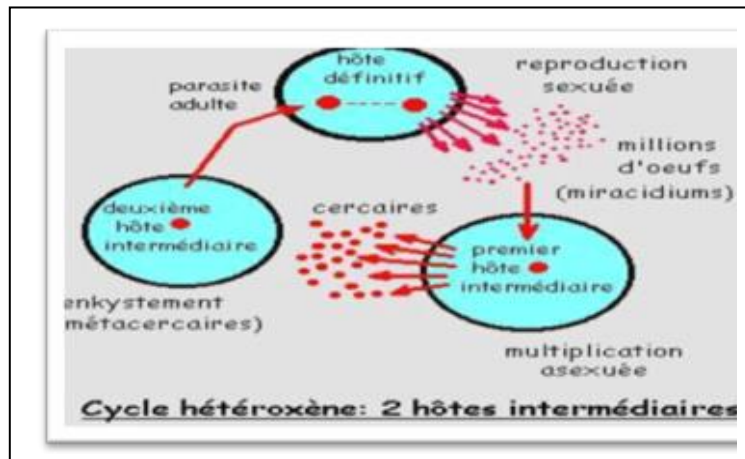 hôte
définitif
parasite
adulte
reproduction
sexuée
millions
d'oeufs
(miracidiums)
deuxième
hôte
intermédiaire
cercaires
premier
hôte
intermédiaire
enkystement
métacercaires)
multiplication
asexuée
Cycle hétéroxène: 2 hôtes intermédiaires